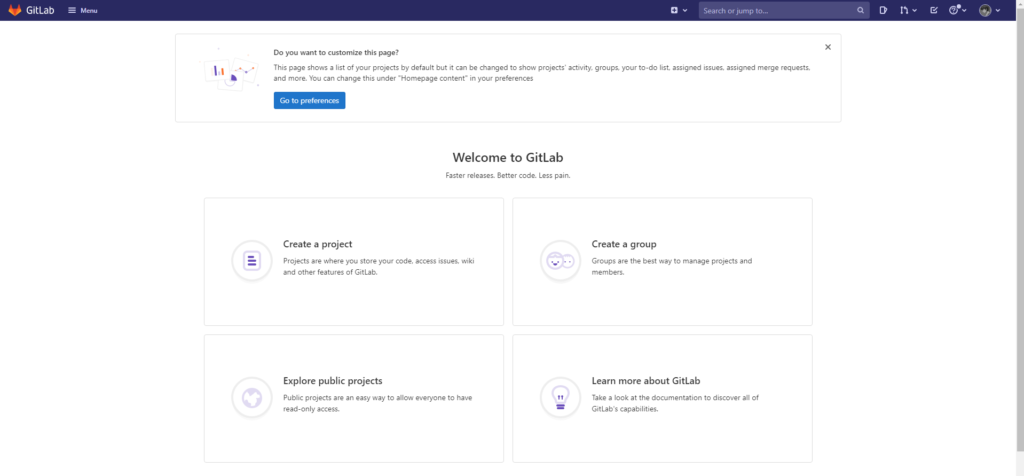 GitLab
Menu
Search or jump to...
Do you want to customize this page?
This page shows a list of your projects by default but it can be changed to show projects' activity, groups, your to-do list, assigned issues, assigned merge requests,
and more. You can change this under "Homepage content" in your preferences
Go to preferences
Welcome to GitLab
Faster releases. Better code. Less pain.
Create a project
Projects are where you store your code, access issues, wiki
and other features of GitLab.
Create a group
Groups are the best way to manage projects and
members.
Explore public projects
Public projects are an easy way to allow everyone to have
read-only access.
Learn more about GitLab
Take a look at the documentation to discover all of
GitLab's capabilities.